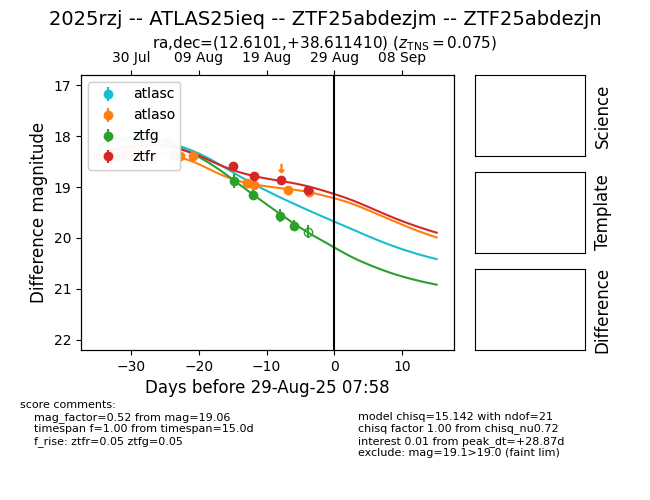 2025rzj -- ATLAS25ieq -- ZTF25abdezjm -- ZTF25abdezjn
ra,dec=(12.6101,+38.611410) (zTNS=0.075)
30 Jul 09 Aug 19 Aug 29 Aug 08 Sep
atlasc
atlaso
ztfg
ztfr
17
18
19
20
21
22
Difference magnitude
−30 −20 −10 0 10
Days before 29-Aug-25 07:58
Science
Template
Difference
score comments:
mag_factor=0.52 from mag=19.06
timespan f=1.00 from timespan=15.0d
f_rise: ztfr=0.05 ztfg=0.05
model chisq=15.142 with ndof=21
chisq factor 1.00 from chisq_nu0.72
interest 0.01 from peak_dt=+28.87d
exclude: mag=19.1>19.0 (faint lim)